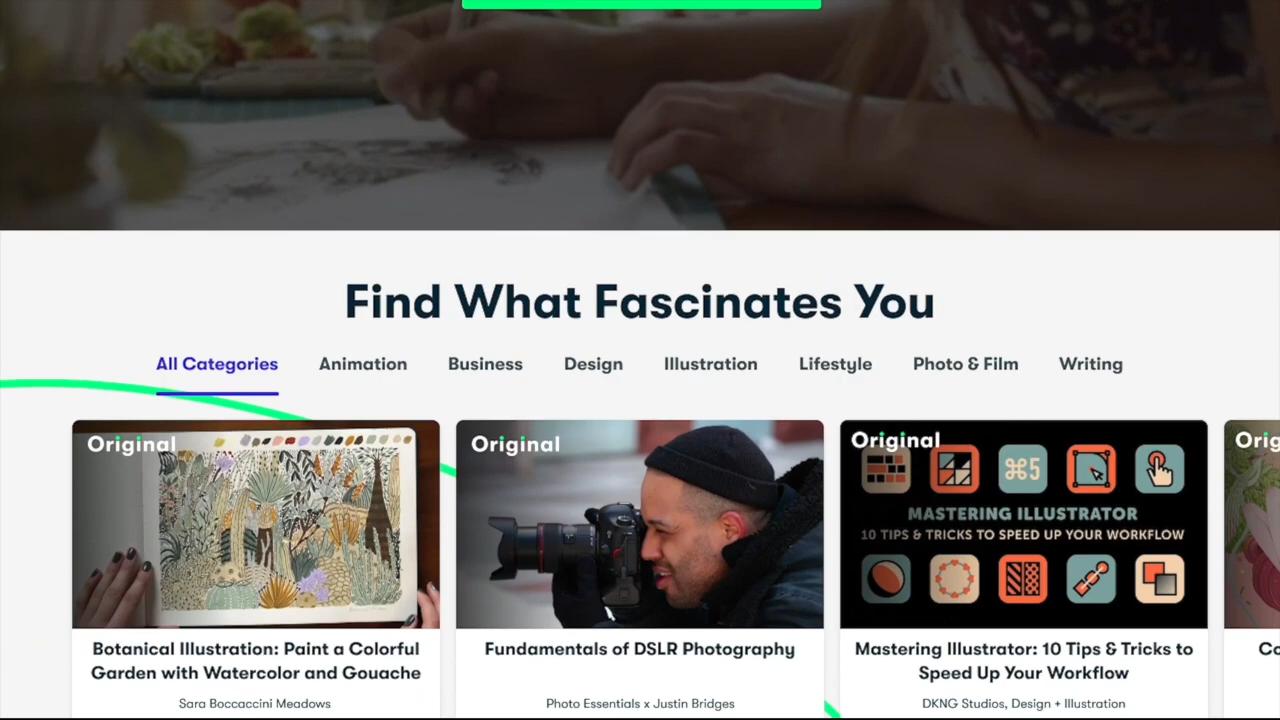 Find What Fascinates You
All Categories Animation Business Design Illustration Lifestyle Photo & Film Writing
Original
Original
Original
⌘5
MASTERING ILLUSTRATOR
10 TIPS & TRICKS TO SPEED UP YOUR WORKFLOW
Orig
Botanical Illustration: Paint a Colorful
Garden with Watercolor and Gouache
Sara Boccaccini Meadows
Fundamentals of DSLR Photography
Photo Essentials x Justin Bridges
Mastering Illustrator: 10 Tips & Tricks to
Speed Up Your Workflow
DKNG Studios, Design + Illustration
Co